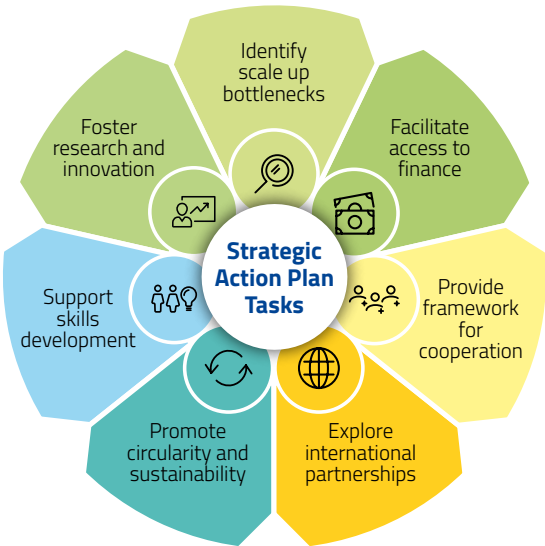 Identify
scale up
bottlenecks
Facilitate
access to
finance
Provide
framework
for
cooperation
Explore
international
partnerships
Promote
circularity and
sustainability
Support
skills
development
Foster
research and
innovation
Strategic
Action Plan
Tasks